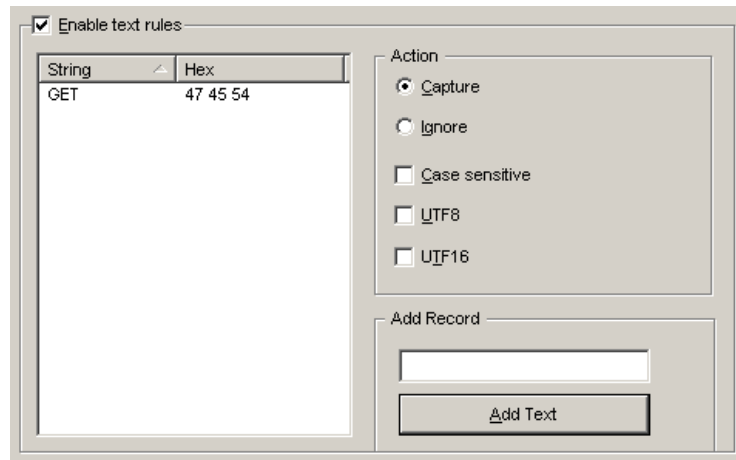 Enable text rules
String Hex
GET 47 45 54
Action
Capture
Ignore
Case sensitive
UTF8
UTF16
Add Record
Add Text